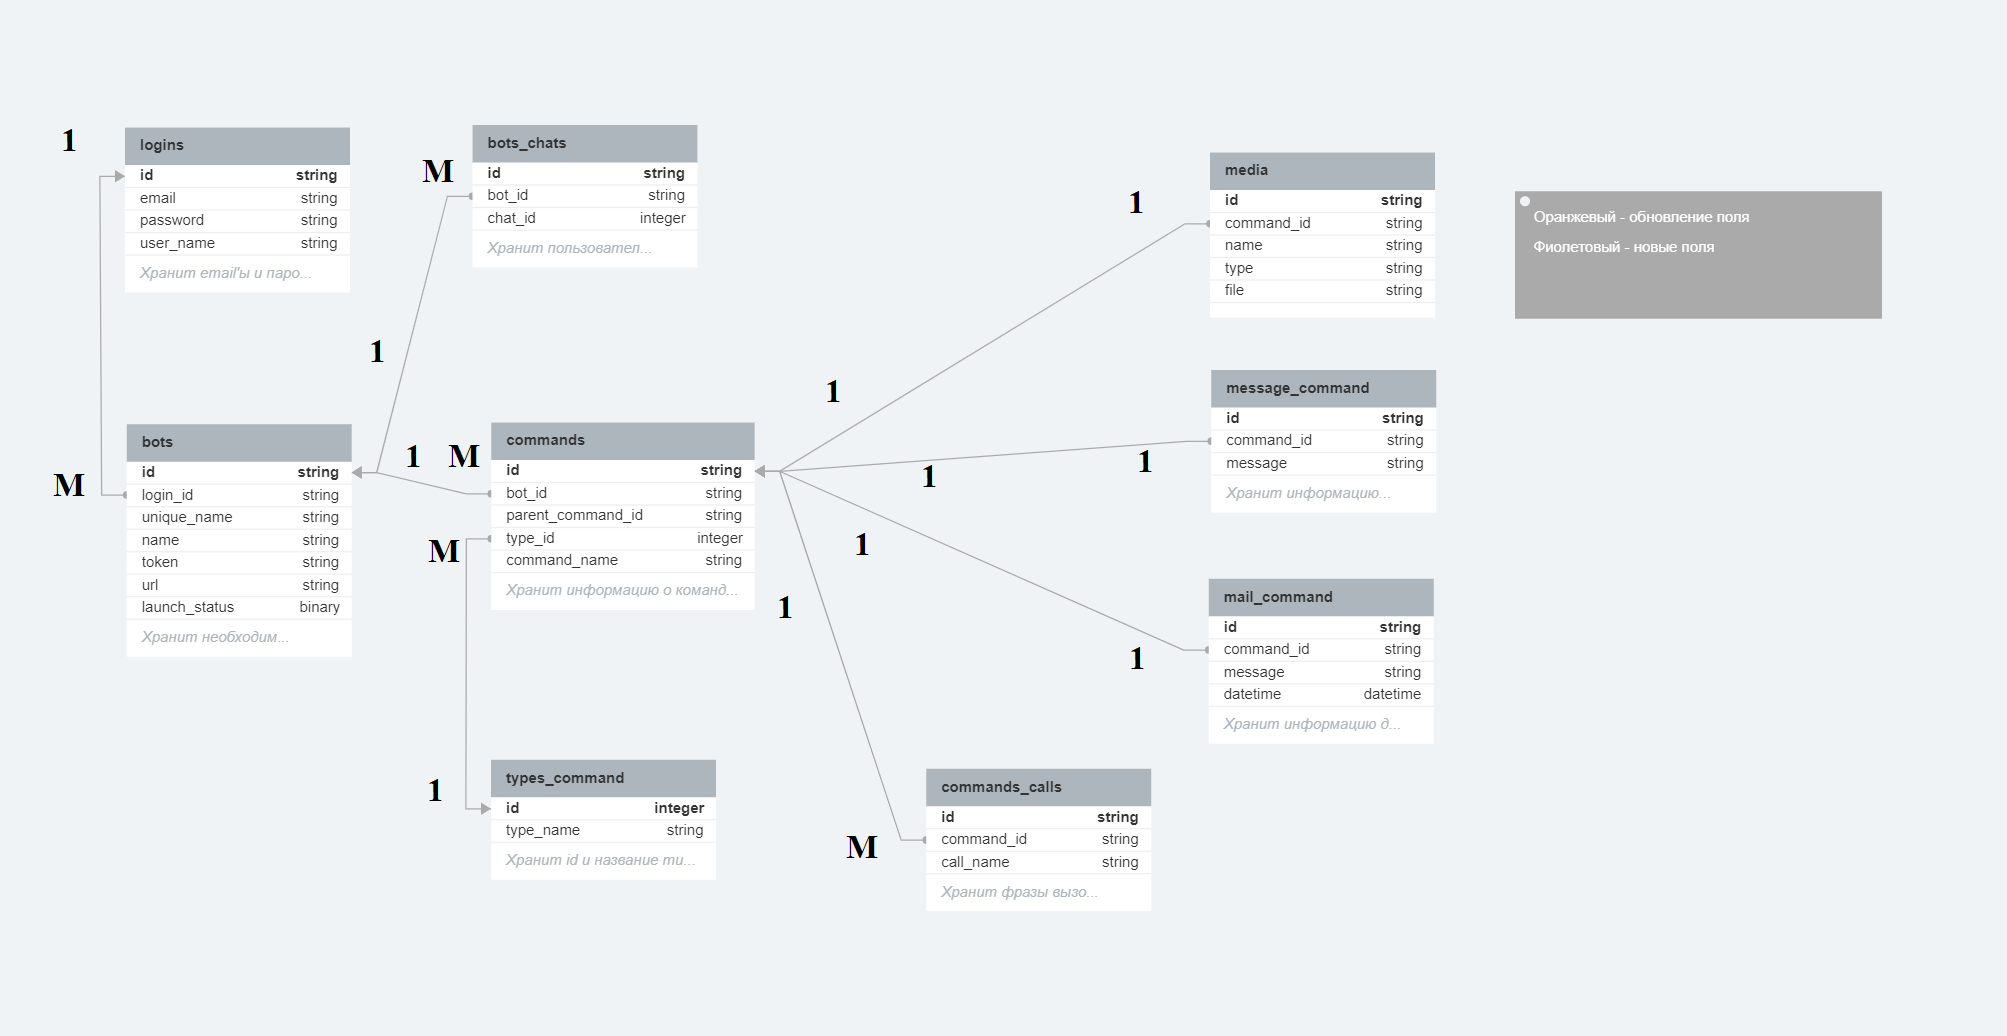 1
logins
id string
email string
password string
user_name string
Хранит email'ы и паро...
M
bots_chats
id string
bot_id string
chat_id integer
Хранит пользовател...
1
media
id string
command_id string
name string
type string
file string
Оранжевый - обновление поля
Фиолетовый - новые поля
1
1
message_command
id string
command_id string
message string
Хранит информацию...
1
1
M
bots
id string
login_id string
unique_name string
name string
token string
url string
launch_status binary
Хранит необходим...
1
M
commands
id string
bot_id string
parent_command_id string
type_id integer
command_name string
Хранит информацию о команд...
M
1
1
1
mail_command
id string
command_id string
message string
datetime datetime
Хранит информацию д...
1
types_command
id integer
type_name string
Хранит id и название ти...
M
commands_calls
id string
command_id string
call_name string
Хранит фразы вызо...